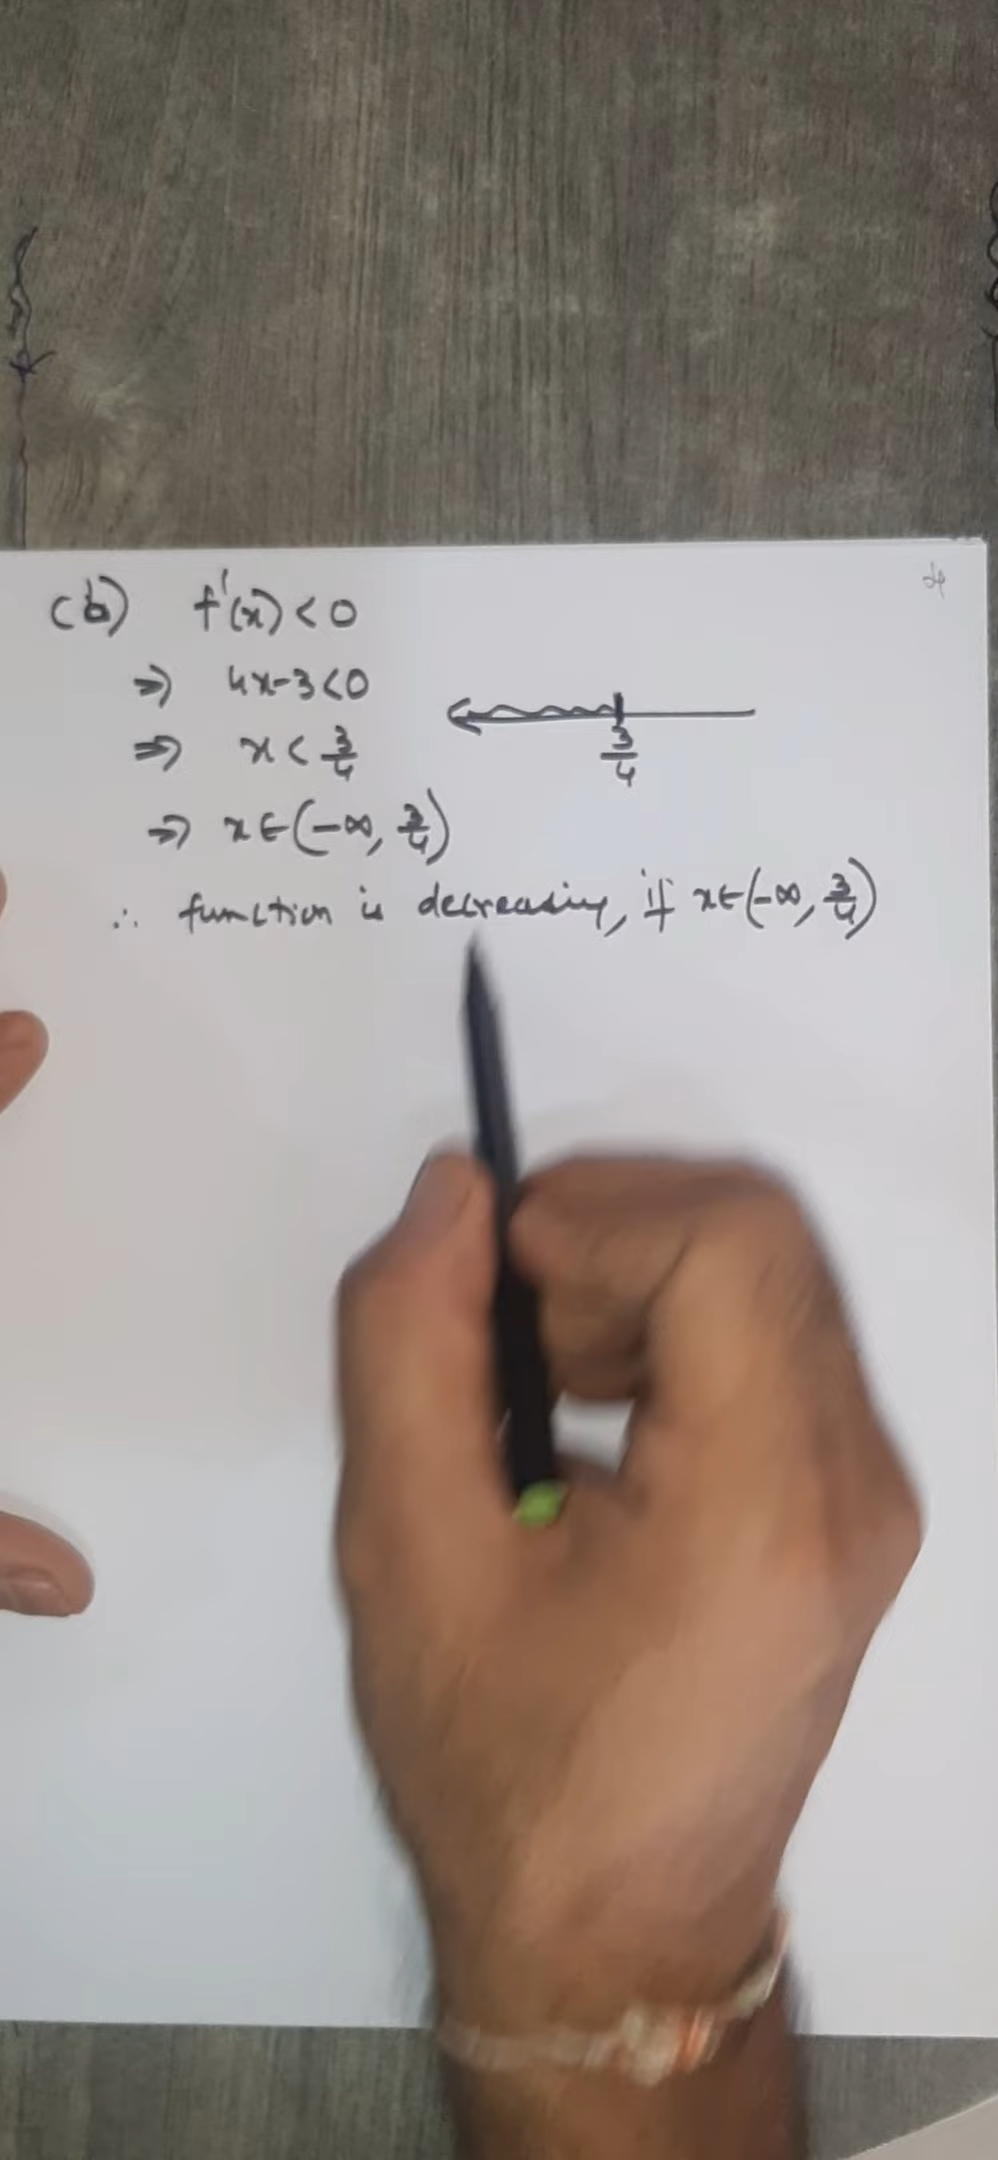 (b) f'(x) < 0
⇒ 4x-3<0
⇒ x < 3/4
3/4
⇒ x ∈ (-∞, 3/4)
∴ function is decreasing, if x ∈ (-∞, 3/4)